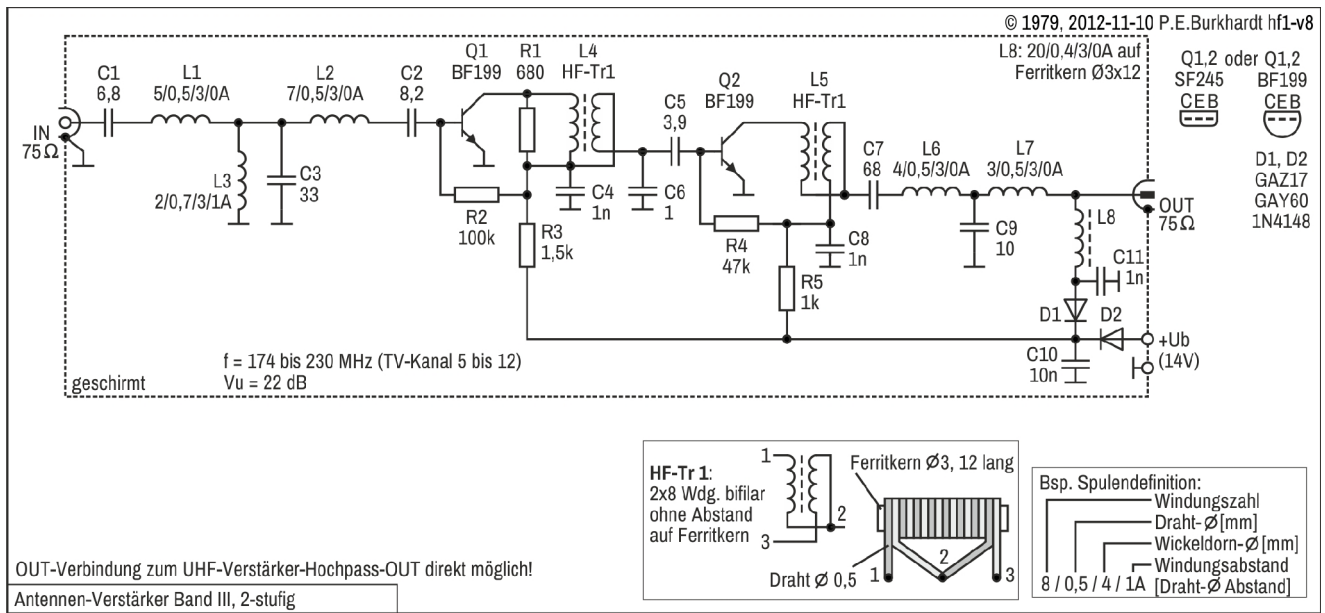 © 1979, 2012-11-10 P.E.Burkhardt hf1-v8
L8: 20/0,4/3/0A auf
Ferritkern Ø3x12
Q1,2 oder Q1,2
SF245
BF199
CEB
CEB
D1, D2
GAZ17
GAY60
1N4148
IN
75Ω
C1
6,8
L1
5/0,5/3/0A
L3
2/0,7/3/1A
C3
33
L2
7/0,5/3/0A
C2
8,2
Q1
BF199
R1
680
L4
HF-Tr1
R2
100k
R3
1,5k
C4
1n
C6
1
C5
3,9
Q2
BF199
L5
HF-Tr1
R4
47k
R5
1k
C8
1n
C7
68
L6
4/0,5/3/0A
L7
3/0,5/3/0A
C9
10
L8
C11
1n
D1
D2
C10
10n
OUT
75Ω
+Ub
(14V)
f = 174 bis 230 MHz (TV-Kanal 5 bis 12)
Vu = 22 dB
geschirmt
HF-Tr 1:
2x8 Wdg. bifilar
ohne Abstand
auf Ferritkern
1
2
3
Ferritkern Ø3, 12 lang
Draht Ø 0,5
1
2
3
Bsp. Spulendefinition:
Windungszahl
Draht-Ø [mm]
Wickeldorn-Ø [mm]
Windungsabstand
8 / 0,5 / 4 / 1A [Draht-Ø Abstand]
OUT-Verbindung zum UHF-Verstärker-Hochpass-OUT direkt möglich!
Antennen-Verstärker Band III, 2-stufig